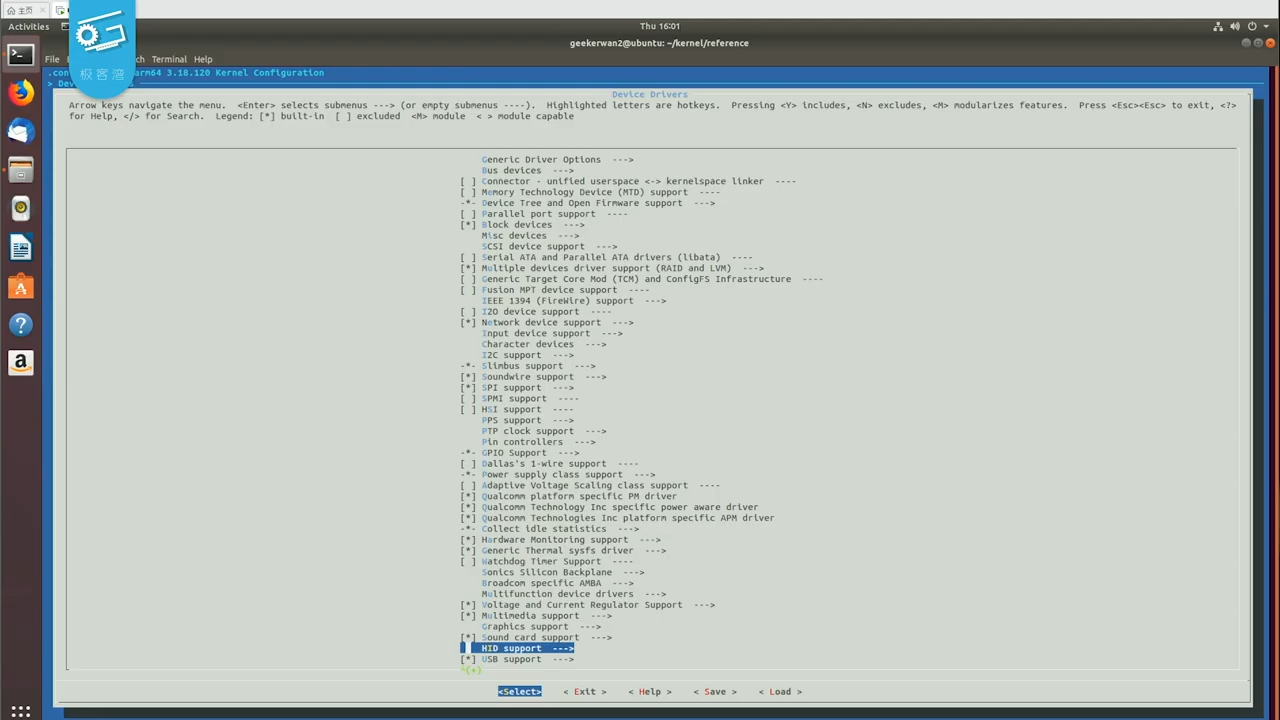 主页
Activities
Thu 16:01
geekerwan2@ubuntu: ~/kernel/reference
File
Terminal Help
极客湾
arm64 3.18.120 Kernel Configuration
Device Drivers
Arrow keys navigate the menu. <Enter> selects submenus ---> (or empty submenus ----). Highlighted letters are hotkeys. Pressing <Y> includes, <N> excludes, <M> modularizes features. Press <Esc><Esc> to exit, <?>
for Help, </> for Search. Legend: [*] built-in [ ] excluded <M> module < > module capable
Generic Driver Options --->
Bus devices --->
[ ] Connector - unified userspace <-> kernelspace linker ----
[ ] Memory Technology Device (MTD) support ----
-*- Device Tree and Open Firmware support --->
[ ] Parallel port support ----
[*] Block devices --->
Misc devices --->
SCSI device support --->
[ ] Serial ATA and Parallel ATA drivers (libata) ----
[*] Multiple devices driver support (RAID and LVM) --->
[ ] Generic Target Core Mod (TCM) and ConfigFS Infrastructure ----
[ ] Fusion MPT device support ----
IEEE 1394 (FireWire) support --->
[ ] I2O device support ----
[*] Network device support --->
Input device support --->
Character devices --->
I2C support --->
-*- Slimbus support --->
[*] Soundwire support --->
[*] SPI support --->
[ ] SPMI support ----
[ ] HSI support ----
PPS support --->
PTP clock support --->
Pin controllers --->
-*- GPIO Support --->
[ ] Dallas's 1-wire support ----
-*- Power supply class support --->
[ ] Adaptive Voltage Scaling class support ----
[*] Qualcomm platform specific PM driver
[*] Qualcomm Technology Inc specific power aware driver
[*] Qualcomm Technologies Inc platform specific APM driver
-*- Collect idle statistics --->
[*] Hardware Monitoring support --->
[*] Generic Thermal sysfs driver --->
[ ] Watchdog Timer Support ----
Sonics Silicon Backplane --->
Broadcom specific AMBA --->
Multifunction device drivers --->
[*] Voltage and Current Regulator Support --->
[*] Multimedia support --->
Graphics support --->
[*] Sound card support --->
HID support --->
[*] USB support --->
(+)
<Select> < Exit > < Help > < Save > < Load >